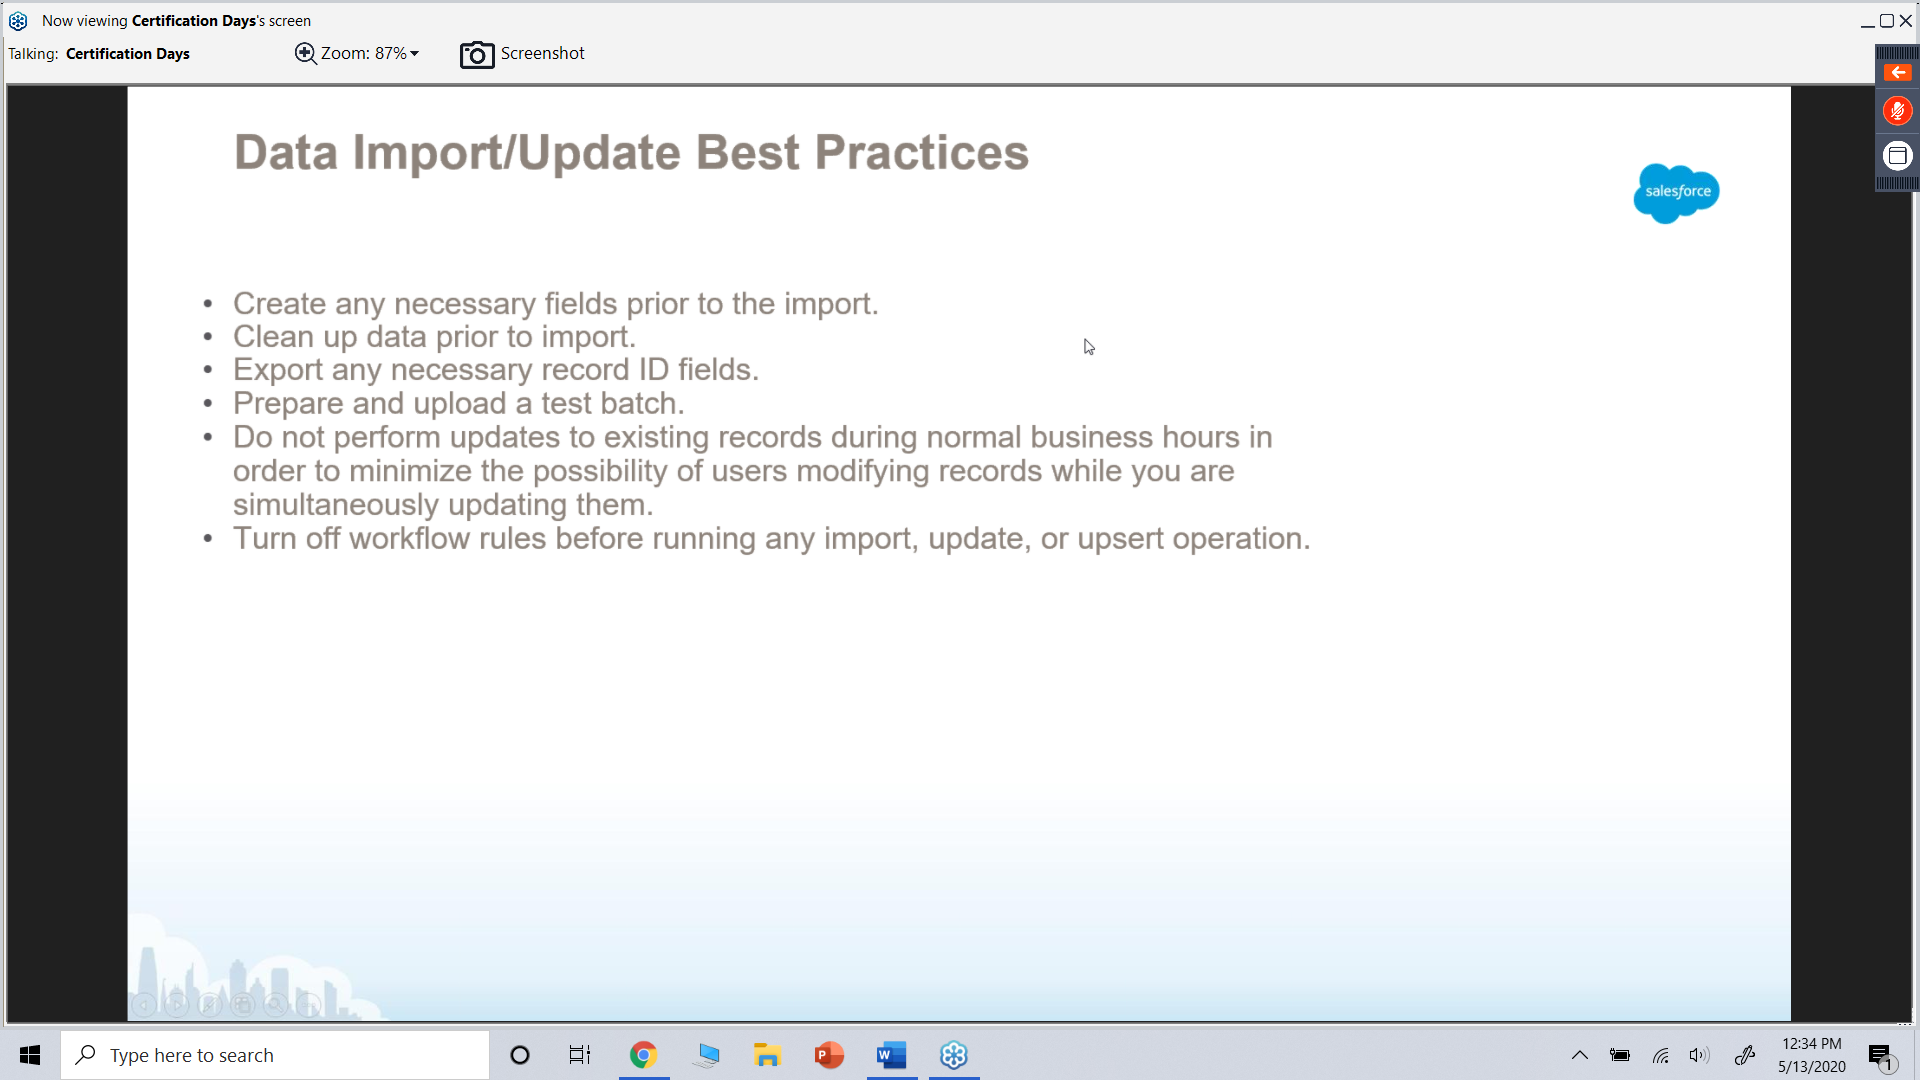 Now viewing Certification Days's screen
Talking: Certification Days
Zoom: 87%
Screenshot
Data Import/Update Best Practices
salesforce
• Create any necessary fields prior to the import.
• Clean up data prior to import.
• Export any necessary record ID fields.
• Prepare and upload a test batch.
• Do not perform updates to existing records during normal business hours in
order to minimize the possibility of users modifying records while you are
simultaneously updating them.
• Turn off workflow rules before running any import, update, or upsert operation.
Type here to search
P
W
12:34 PM
5/13/2020
1